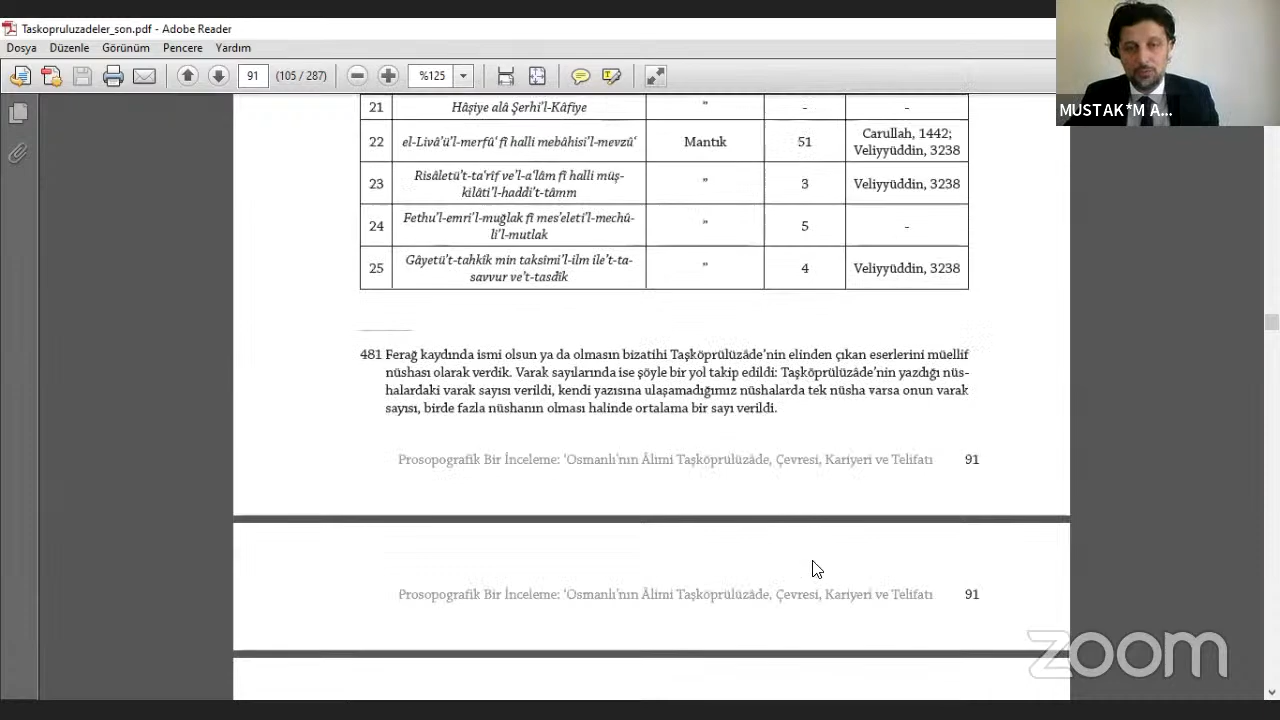 Taskopruluzadeler_son.pdf - Adobe Reader
Dosya Düzenle Görünüm Pencere Yardım
91 (105 / 287) %125
MUSTAK*M A...
21 Hâşiye alâ Şerhi'l-Kâfiye " - -
22 el-Livâ'ü'l-merfû' fî halli mebâhisi'l-mevzû' Mantık 51 Carullah, 1442;
Veliyyüddin, 3238
23 Risâletü't-ta'rîf ve'l-a'lâm fî halli müş-
kilâti'l-haddi't-tâmm " 3 Veliyyüddin, 3238
24 Fethu'l-emri'l-muğlak fî mes'eleti'l-mechû-
li'l-mutlak " 5 -
25 Gâyetü't-tahkîk min taksîmi'l-ilm ile't-ta-
savvur ve't-tasdîk " 4 Veliyyüddin, 3238
481 Ferağ kaydında ismi olsun ya da olmasın bizatihi Taşköprülüzâde'nin elinden çıkan eserlerini müellif
nüshası olarak verdik. Varak sayılarında ise şöyle bir yol takip edildi: Taşköprülüzâde'nin yazdığı nüs-
halardaki varak sayısı verildi, kendi yazısına ulaşamadığımız nüshalarda tek nüsha varsa onun varak
sayısı, birde fazla nüshanın olması halinde ortalama bir sayı verildi.
Prosopografik Bir İnceleme: 'Osmanlı'nın Âlimi Taşköprülüzâde, Çevresi, Kariyeri ve Telifatı 91
Prosopografik Bir İnceleme: 'Osmanlı'nın Âlimi Taşköprülüzâde, Çevresi, Kariyeri ve Telifatı 91
zoom